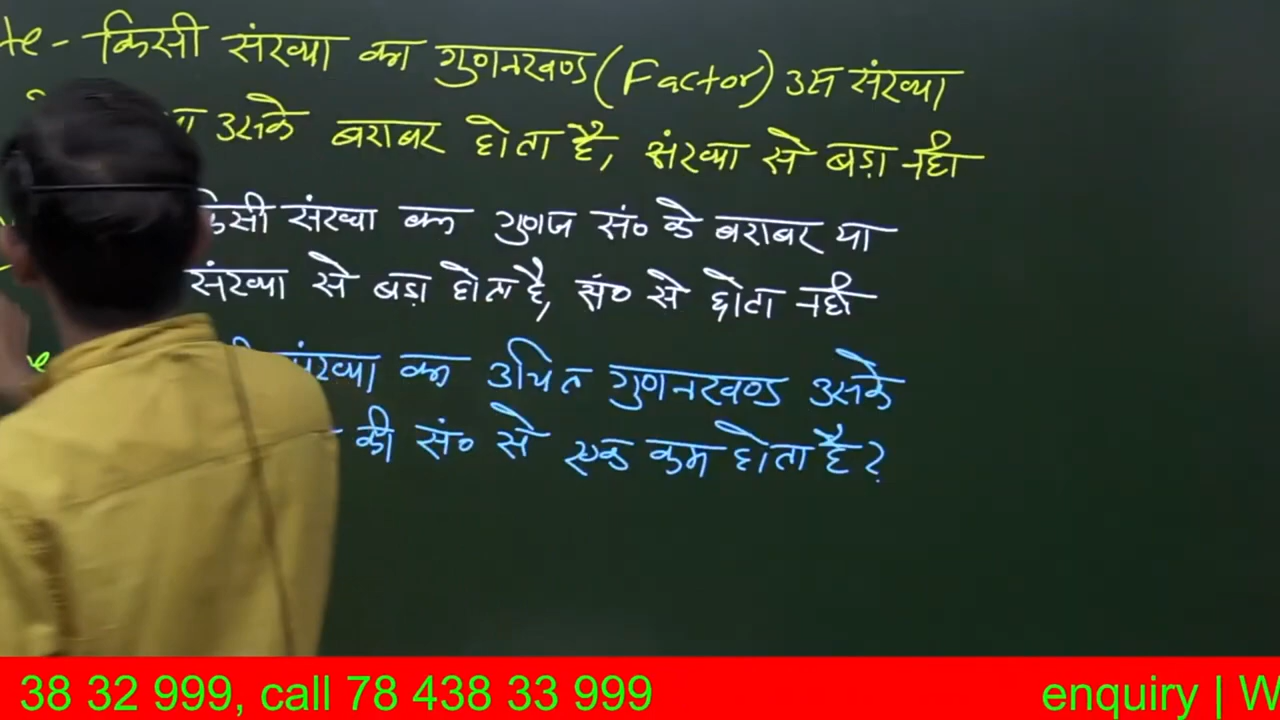 किसी संख्या का गुणनखण्ड (Factor) उस संख्या
उसके बराबर होता है, संख्या से बड़ा नही
किसी संख्या का गुणज सं० के बराबर या
संख्या से बड़ा होता है, सं० से छोटा नही
संख्या का उचित गुणनखण्ड उसके
की सं० से एक कम होता है?
38 32 999, call 78 438 33 999
enquiry | W